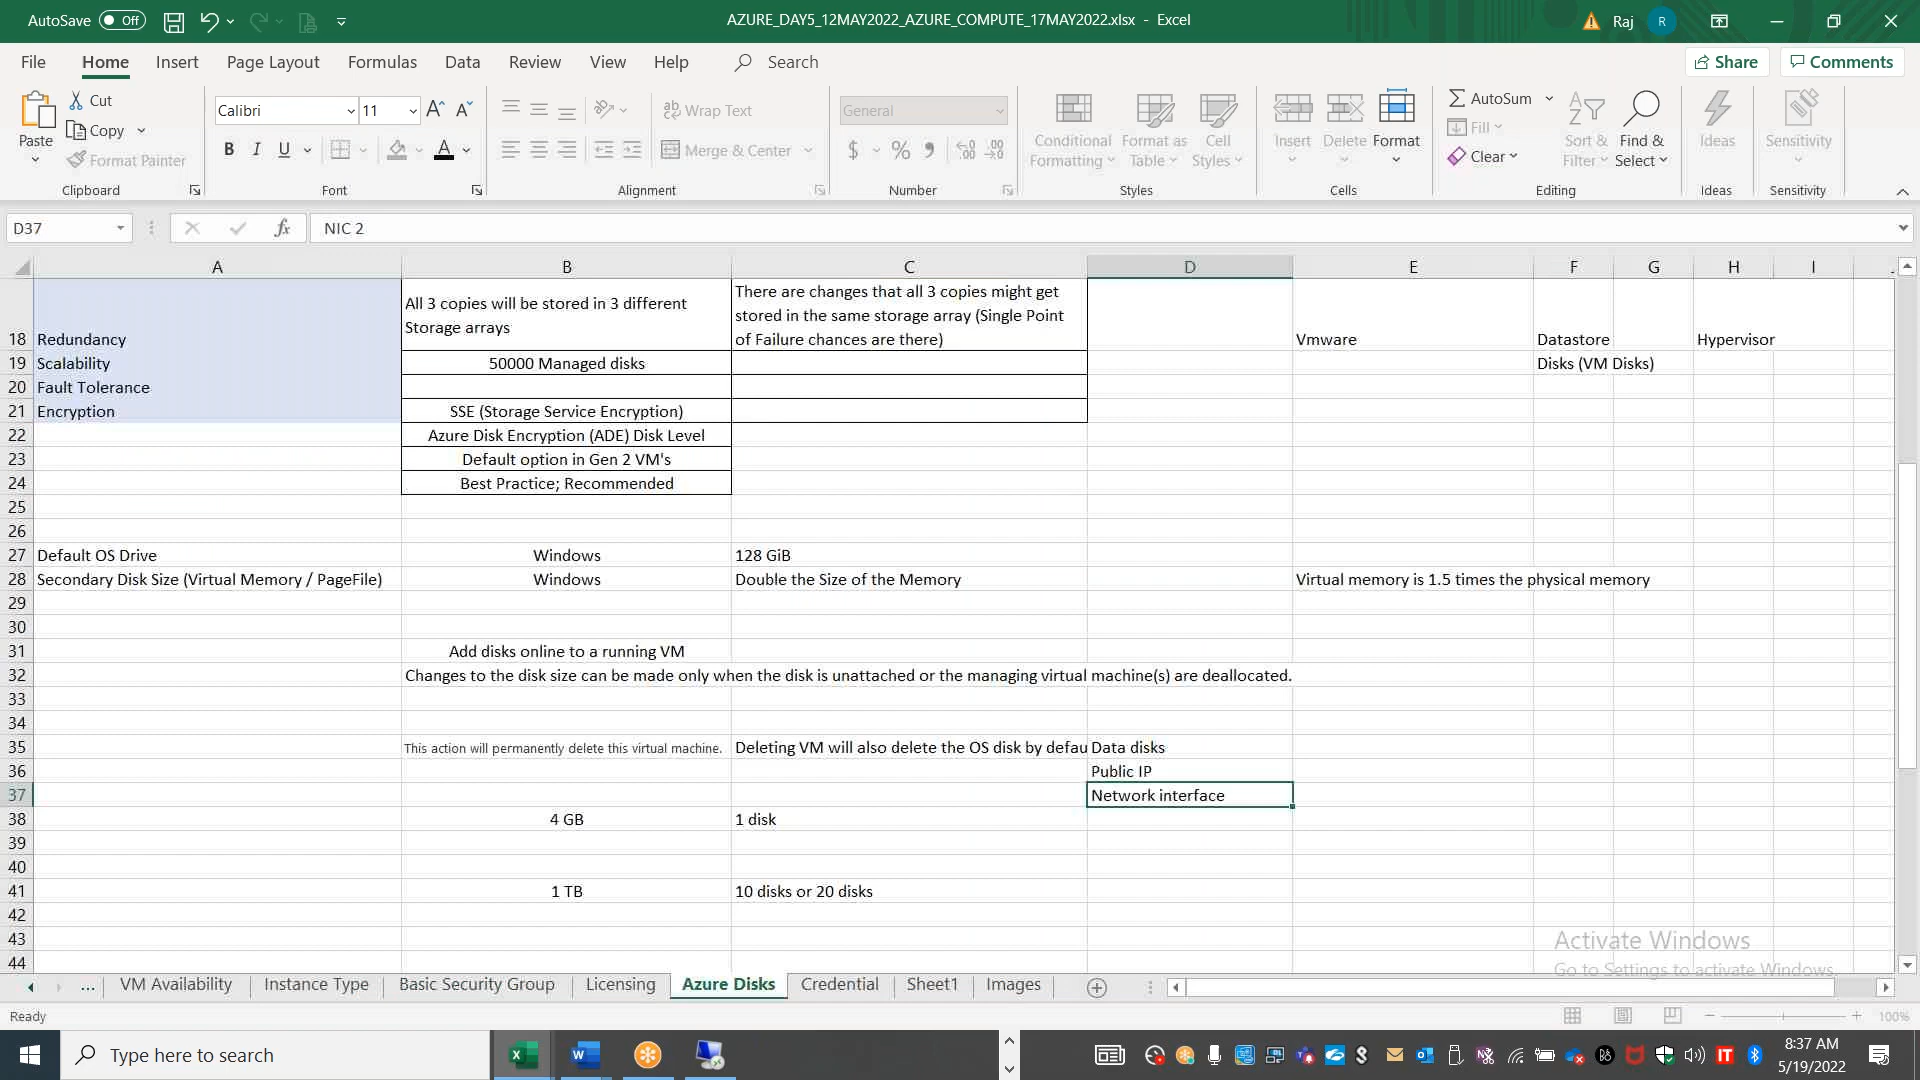 AutoSave Off
AZURE_DAY5_12MAY2022_AZURE_COMPUTE_17MAY2022.xlsx - Excel
Raj R
File Home Insert Page Layout Formulas Data Review View Help Search Share Comments
Paste
Cut
Copy
Format Painter
Clipboard
Calibri 11
B I U
Font
Wrap Text
Merge & Center
Alignment
General
$ % 9
Number
Conditional Formatting
Format as Table
Cell Styles
Styles
Insert Delete Format
Cells
AutoSum
Fill
Clear
Sort & Filter
Find & Select
Editing
Ideas
Ideas
Sensitivity
Sensitivity
D37 fx NIC 2
A B C D E F G H I
18 Redundancy
All 3 copies will be stored in 3 different
Storage arrays
There are changes that all 3 copies might get
stored in the same storage array (Single Point
of Failure chances are there)
Vmware Datastore Hypervisor
19 Scalability 50000 Managed disks Disks (VM Disks)
20 Fault Tolerance
21 Encryption SSE (Storage Service Encryption)
22 Azure Disk Encryption (ADE) Disk Level
23 Default option in Gen 2 VM's
24 Best Practice; Recommended
25
26
27 Default OS Drive Windows 128 GiB
28 Secondary Disk Size (Virtual Memory / PageFile) Windows Double the Size of the Memory Virtual memory is 1.5 times the physical memory
29
30
31 Add disks online to a running VM
32 Changes to the disk size can be made only when the disk is unattached or the managing virtual machine(s) are deallocated.
33
34
35 This action will permanently delete this virtual machine. Deleting VM will also delete the OS disk by defau Data disks
36 Public IP
37 Network interface
38 4 GB 1 disk
39
40
41 1 TB 10 disks or 20 disks
42
43
44
Activate Windows
Go to Settings to activate Windows.
... VM Availability Instance Type Basic Security Group Licensing Azure Disks Credential Sheet1 Images
Ready 100%
Type here to search
8:37 AM
5/19/2022